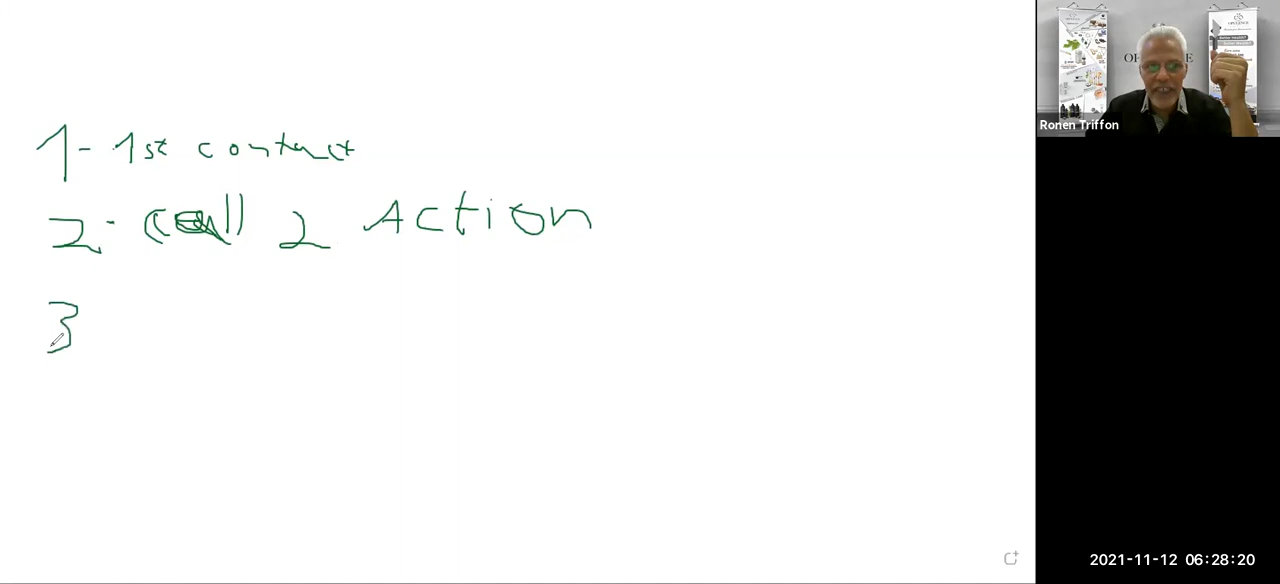 1- 1st contact
2- call 2 Action
3
Ronen Triffon
2021-11-12 06:28:20